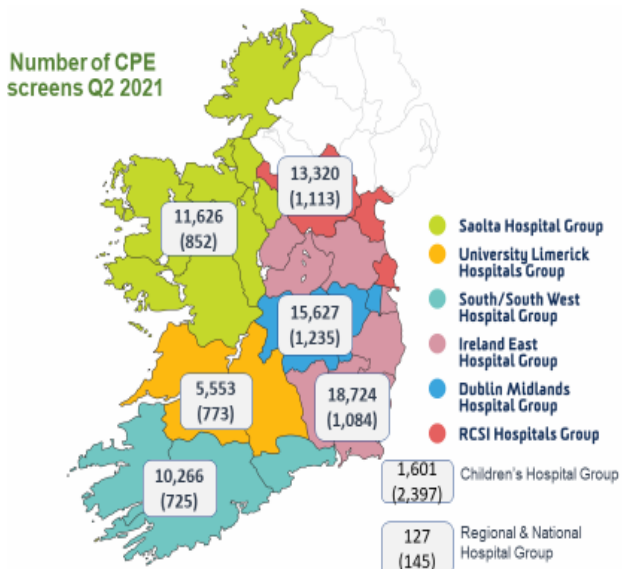 Number of CPE
screens Q2 2021
13,320
(1,113)
11,626
(852)
15,627
(1,235)
5,553
(773)
18,724
(1,084)
10,266
(725)
Saolta Hospital Group
University Limerick
Hospitals Group
South/South West
Hospital Group
Ireland East
Hospital Group
Dublin Midlands
Hospital Group
RCSI Hospitals Group
1,601
(2,397)
Children's Hospital Group
127
(145)
Regional & National
Hospital Group